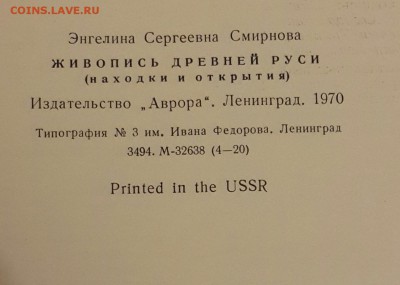 COINS.LAVE.RU
Энгелина Сергеевна Смирнова
ЖИВОПИСЬ ДРЕВНЕЙ РУСИ
(находки и открытия)
Издательство „Аврора“. Ленинград. 1970
Типография № 3 им. Ивана Федорова. Ленинград
3494. М-32638 (4—20)
Printed in the USSR